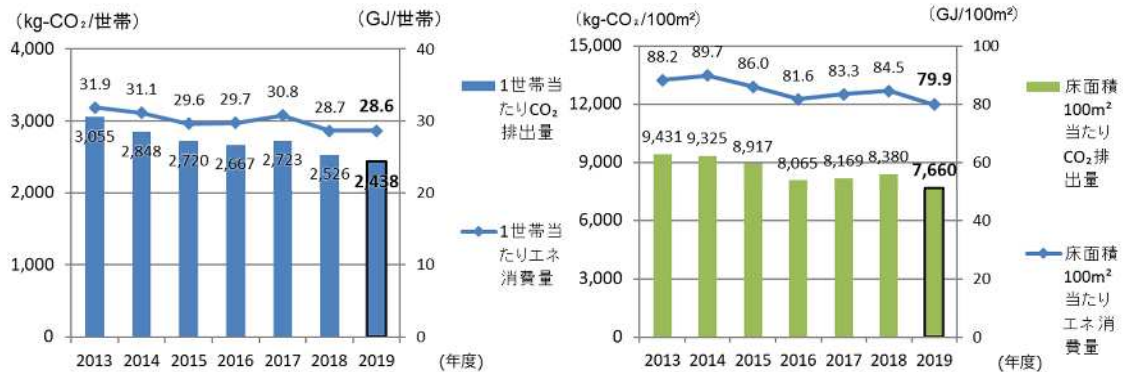 (kg-CO₂/世帯)
(GJ/世帯)
4,000
3,000
2,000
1,000
0
40
30
20
10
0
31.9 31.1 29.6 29.7 30.8 28.7 28.6
3,055 2,848 2,720 2,667 2,723 2,526 2,438
2013 2014 2015 2016 2017 2018 2019
(年度)
1世帯当
たりCO₂
排出量
1世帯当
たりエネ
消費量
(kg-CO₂/100m²)
(GJ/100m²)
15,000
12,000
9,000
6,000
3,000
0
100
80
60
40
20
0
88.2 89.7 86.0 81.6 83.3 84.5 79.9
9,431 9,325 8,917 8,065 8,169 8,380 7,660
2013 2014 2015 2016 2017 2018 2019
(年度)
床面積
100m²
当たり
CO₂排
出量
床面積
100m²
当たり
エネ消
費量